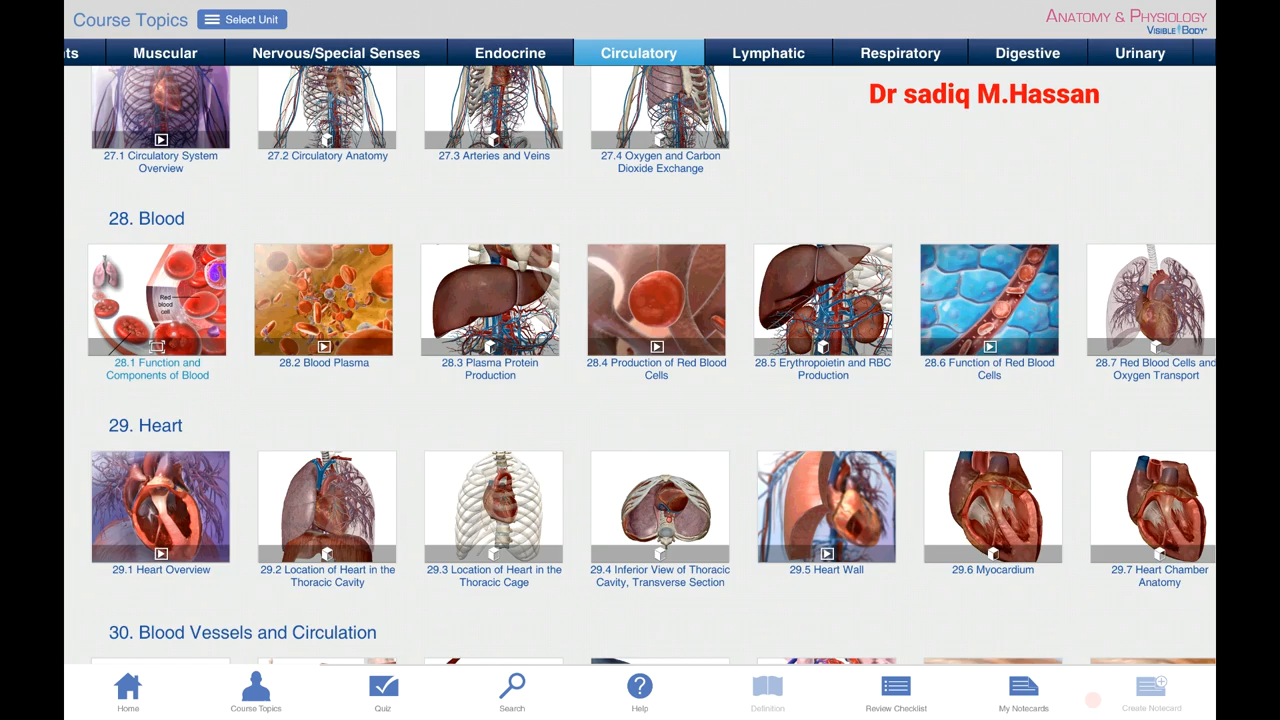 Course Topics
Select Unit
ANATOMY & PHYSIOLOGY
VISIBLE BODY
ts
Muscular
Nervous/Special Senses
Endocrine
Circulatory
Lymphatic
Respiratory
Digestive
Urinary
Dr sadiq M.Hassan
27.1 Circulatory System
Overview
27.2 Circulatory Anatomy
27.3 Arteries and Veins
27.4 Oxygen and Carbon
Dioxide Exchange
28. Blood
Red
blood
cell
28.1 Function and
Components of Blood
28.2 Blood Plasma
28.3 Plasma Protein
Production
28.4 Production of Red Blood
Cells
28.5 Erythropoietin and RBC
Production
28.6 Function of Red Blood
Cells
28.7 Red Blood Cells and
Oxygen Transport
29. Heart
29.1 Heart Overview
29.2 Location of Heart in the
Thoracic Cavity
29.3 Location of Heart in the
Thoracic Cage
29.4 Inferior View of Thoracic
Cavity, Transverse Section
29.5 Heart Wall
29.6 Myocardium
29.7 Heart Chamber
Anatomy
30. Blood Vessels and Circulation
Home
Course Topics
Quiz
Search
Help
Definition
Review Checklist
My Notecards
Create Notecard